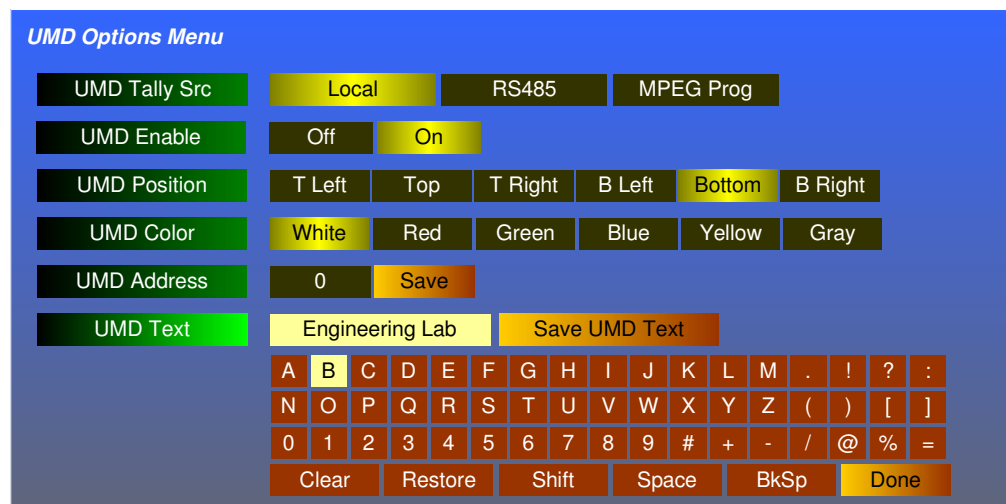 UMD Options Menu
UMD Tally Src Local RS485 MPEG Prog
UMD Enable Off On
UMD Position T Left Top T Right B Left Bottom B Right
UMD Color White Red Green Blue Yellow Gray
UMD Address 0 Save
UMD Text Engineering Lab Save UMD Text
A B C D E F G H I J K L M . ! ? :
N O P Q R S T U V W X Y Z ( ) [ ]
0 1 2 3 4 5 6 7 8 9 # + - / @ % =
Clear Restore Shift Space BkSp Done